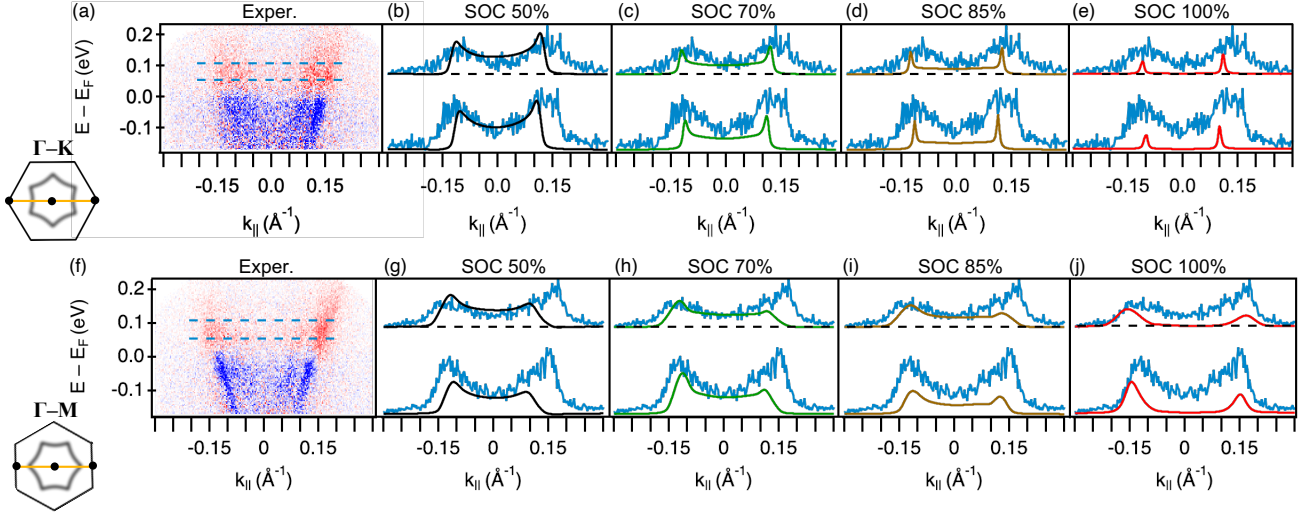 (a) Exper. (b) SOC 50% (c) SOC 70% (d) SOC 85% (e) SOC 100%
0.2
0.1
0.0
-0.1
E − E_F (eV)
Γ–K
-0.15 0.0 0.15 -0.15 0.0 0.15 -0.15 0.0 0.15 -0.15 0.0 0.15 -0.15 0.0 0.15
k_|| (Å⁻¹) k_|| (Å⁻¹) k_|| (Å⁻¹) k_|| (Å⁻¹) k_|| (Å⁻¹)
(f) Exper. (g) SOC 50% (h) SOC 70% (i) SOC 85% (j) SOC 100%
0.2
0.1
0.0
-0.1
E − E_F (eV)
Γ–M
-0.15 0 0.15 -0.15 0 0.15 -0.15 0 0.15 -0.15 0 0.15 -0.15 0 0.15
k_|| (Å⁻¹) k_|| (Å⁻¹) k_|| (Å⁻¹) k_|| (Å⁻¹) k_|| (Å⁻¹)